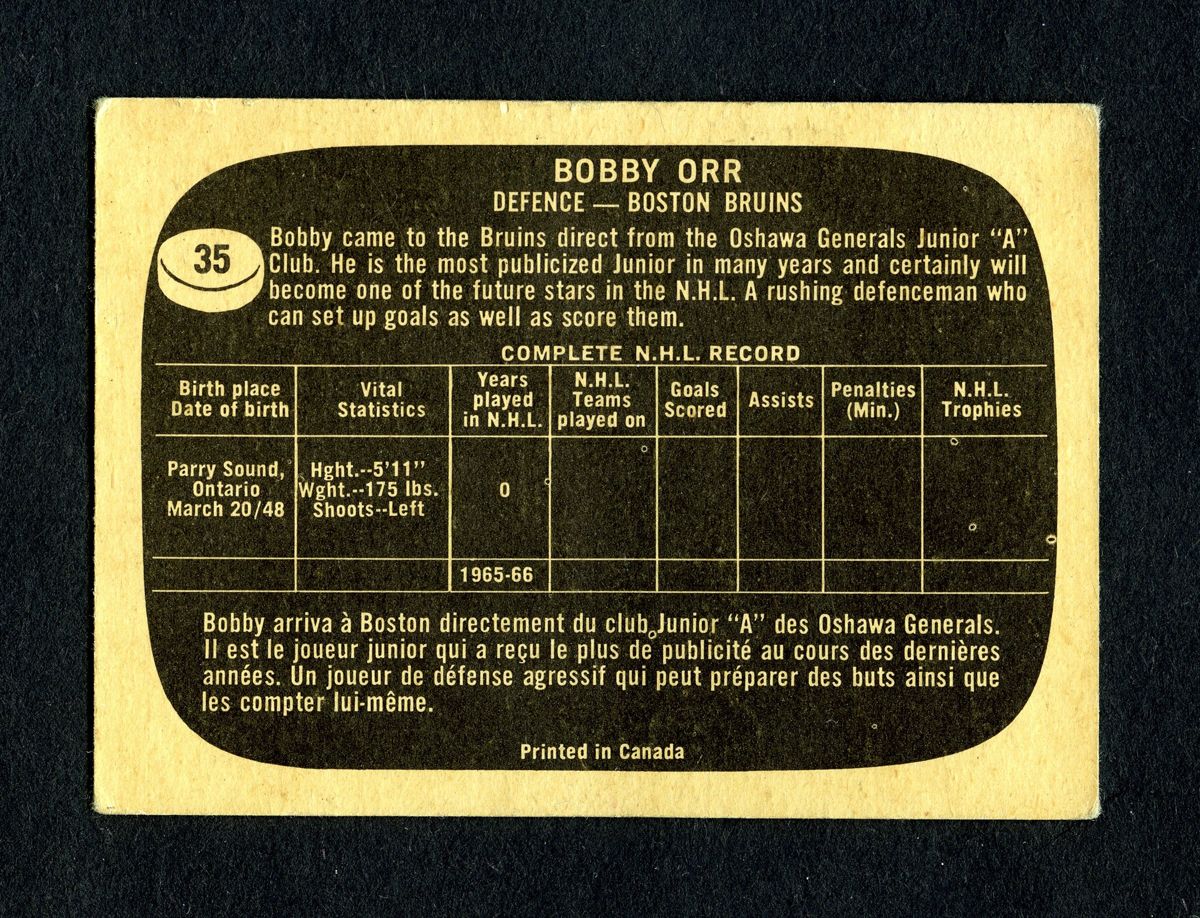 BOBBY ORR
DEFENCE — BOSTON BRUINS
35
Bobby came to the Bruins direct from the Oshawa Generals Junior “A”
Club. He is the most publicized Junior in many years and certainly will
become one of the future stars in the N.H.L. A rushing defenceman who
can set up goals as well as score them.
COMPLETE N.H.L. RECORD
Birth place
Date of birth
Vital
Statistics
Years
played
in N.H.L.
N.H.L.
Teams
played on
Goals
Scored
Assists
Penalties
(Min.)
N.H.L.
Trophies
Parry Sound,
Ontario
March 20/48
Hght.--5'11”
Wght.--175 lbs.
Shoots--Left
0
1965-66
Bobby arriva à Boston directement du club Junior “A” des Oshawa Generals.
Il est le joueur junior qui a reçu le plus de publicité au cours des dernières
années. Un joueur de défense agressif qui peut préparer des buts ainsi que
les compter lui-même.
Printed in Canada